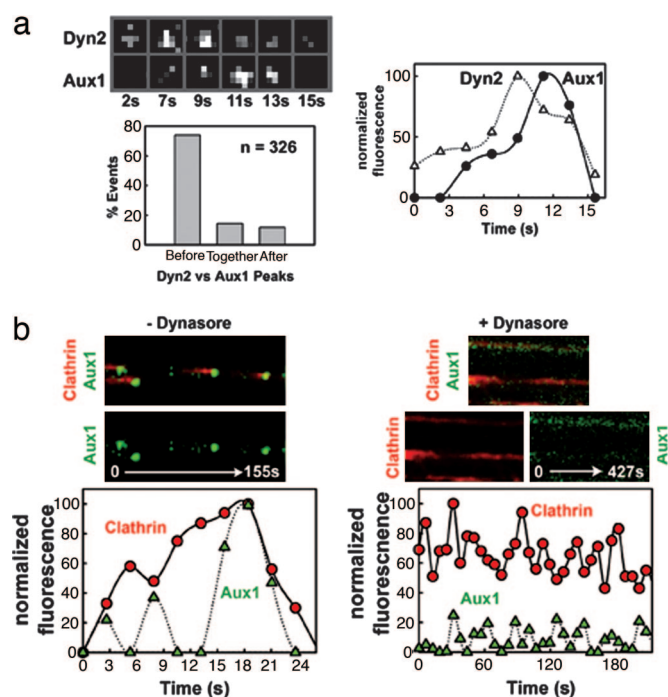 a
Dyn2
Aux1
2s 7s 9s 11s 13s 15s
% Events
80
60
40
20
0
n = 326
Before Together After
Dyn2 vs Aux1 Peaks
normalized
fluorescence
100
50
0
Dyn2 Aux1
0 3 6 9 12 15
Time (s)
b
- Dynasore
Clathrin
Aux1
Aux1
0 155s
normalized
fluoresrence
100
80
60
40
20
0
Clathrin
Aux1
0 3 6 9 12 15 18 21 24
Time (s)
+ Dynasore
Clathrin
Aux1
Clathrin
Aux1
0 427s
normalized
fluorescnence
100
80
60
40
20
0
Clathrin
Aux1
0 60 120 180
Time (s)